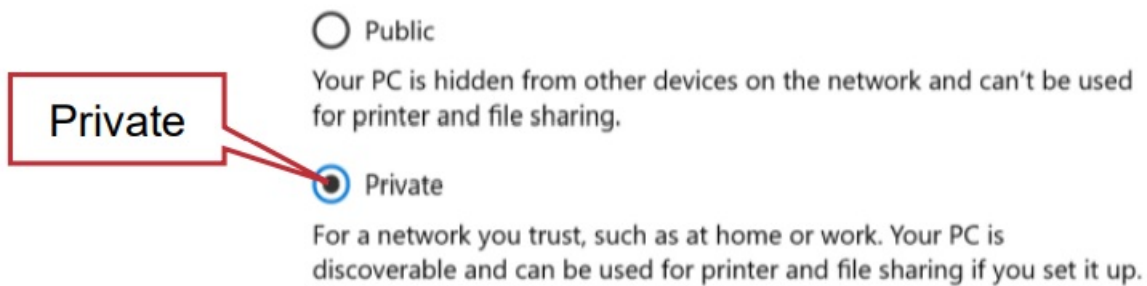 Public
Your PC is hidden from other devices on the network and can't be used
for printer and file sharing.
Private
Private
For a network you trust, such as at home or work. Your PC is
discoverable and can be used for printer and file sharing if you set it up.